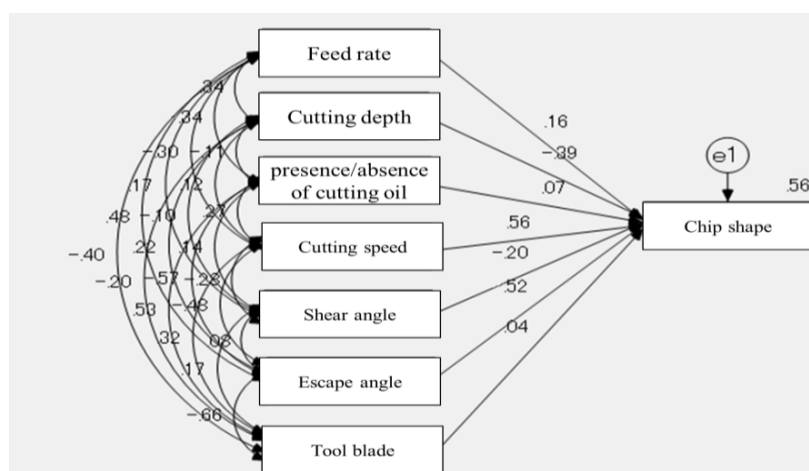 Feed rate
.34
Cutting depth
.34
.16
-.30 -.11
-.39
e1
presence/absence
of cutting oil
.17 .12
.07
.56
.48 -.10 .27
.56
Chip shape
Cutting speed
-.40
.22 .14
-.20
-.20 -.57 -.23
.52
.53 -.48
Shear angle
.04
.32 .03
.17
Escape angle
-.66
Tool blade